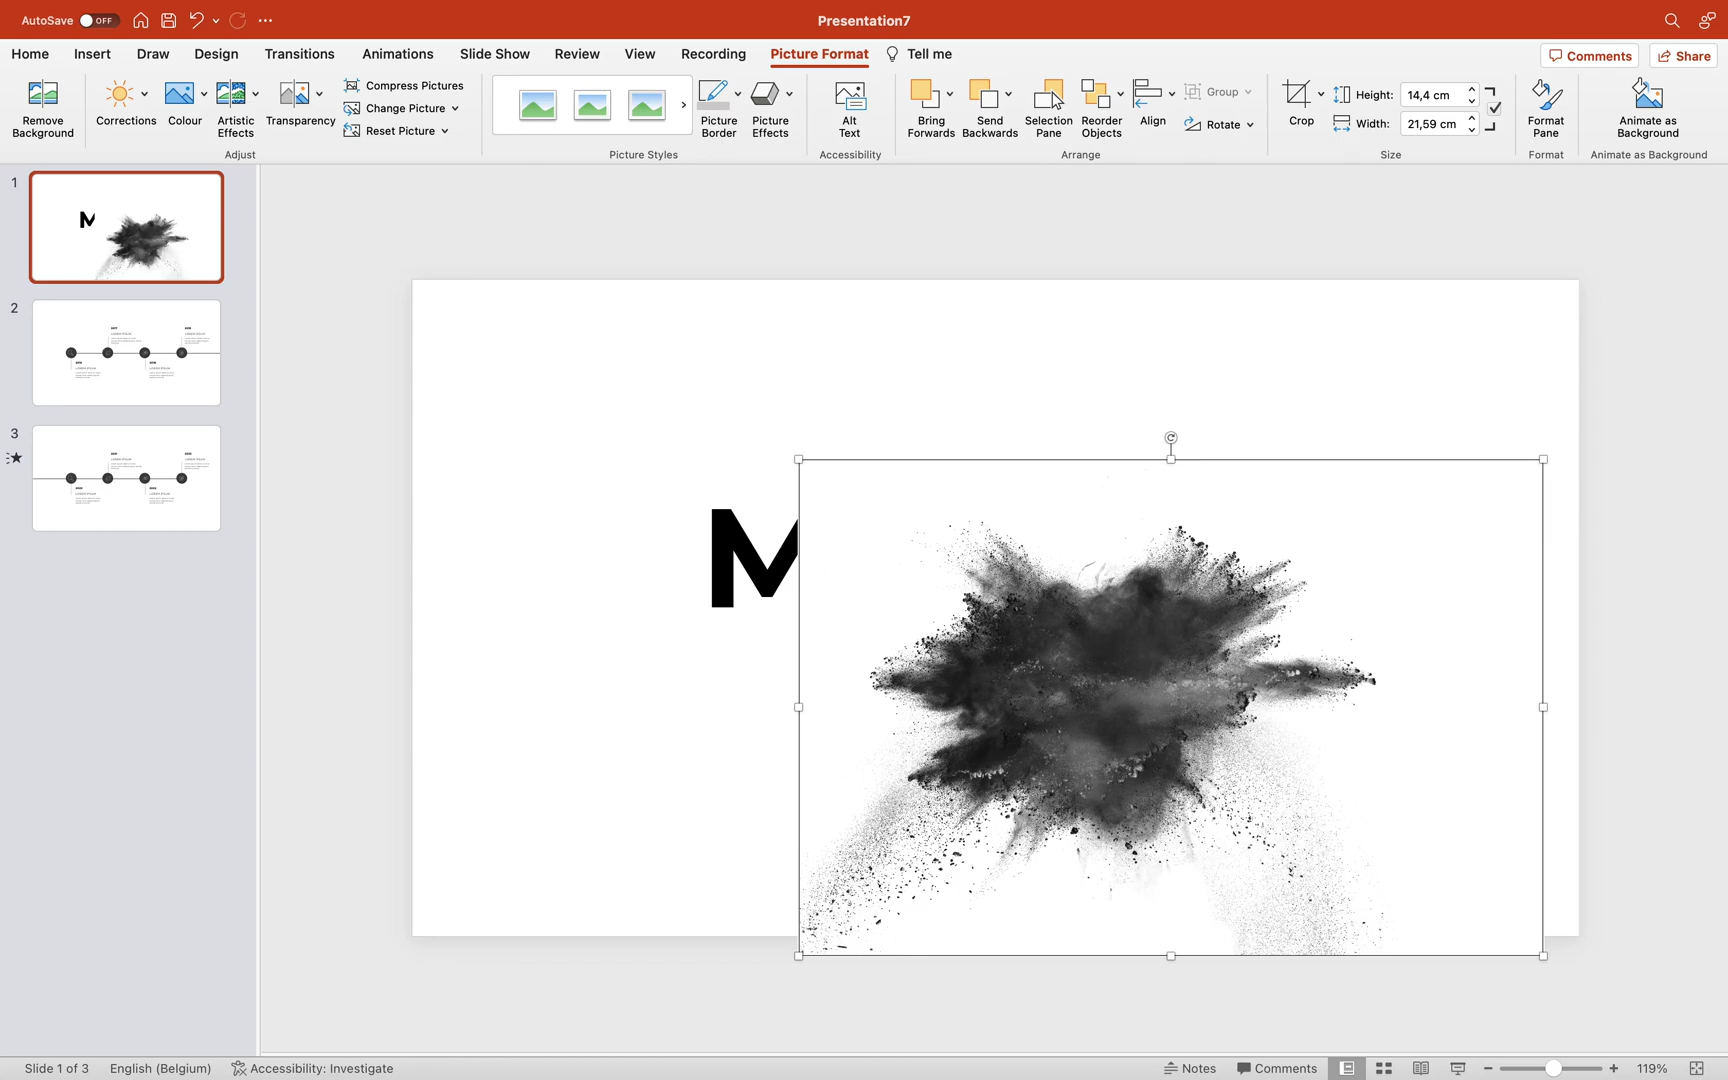 AutoSave OFF
Presentation7
Home Insert Draw Design Transitions Animations Slide Show Review View Recording Picture Format Tell me
Comments Share
Remove Background
Corrections
Colour
Artistic Effects
Transparency
Compress Pictures
Change Picture
Reset Picture
Adjust
Picture Border
Picture Effects
Picture Styles
Alt Text
Accessibility
Bring Forwards
Send Backwards
Selection Pane
Reorder Objects
Align
Group
Rotate
Arrange
Crop
Height: 14,4 cm
Width: 21,59 cm
Size
Format Pane
Format
Animate as Background
Animate as Background
1
2
3
M
Slide 1 of 3 English (Belgium) Accessibility: Investigate
Notes Comments 119%